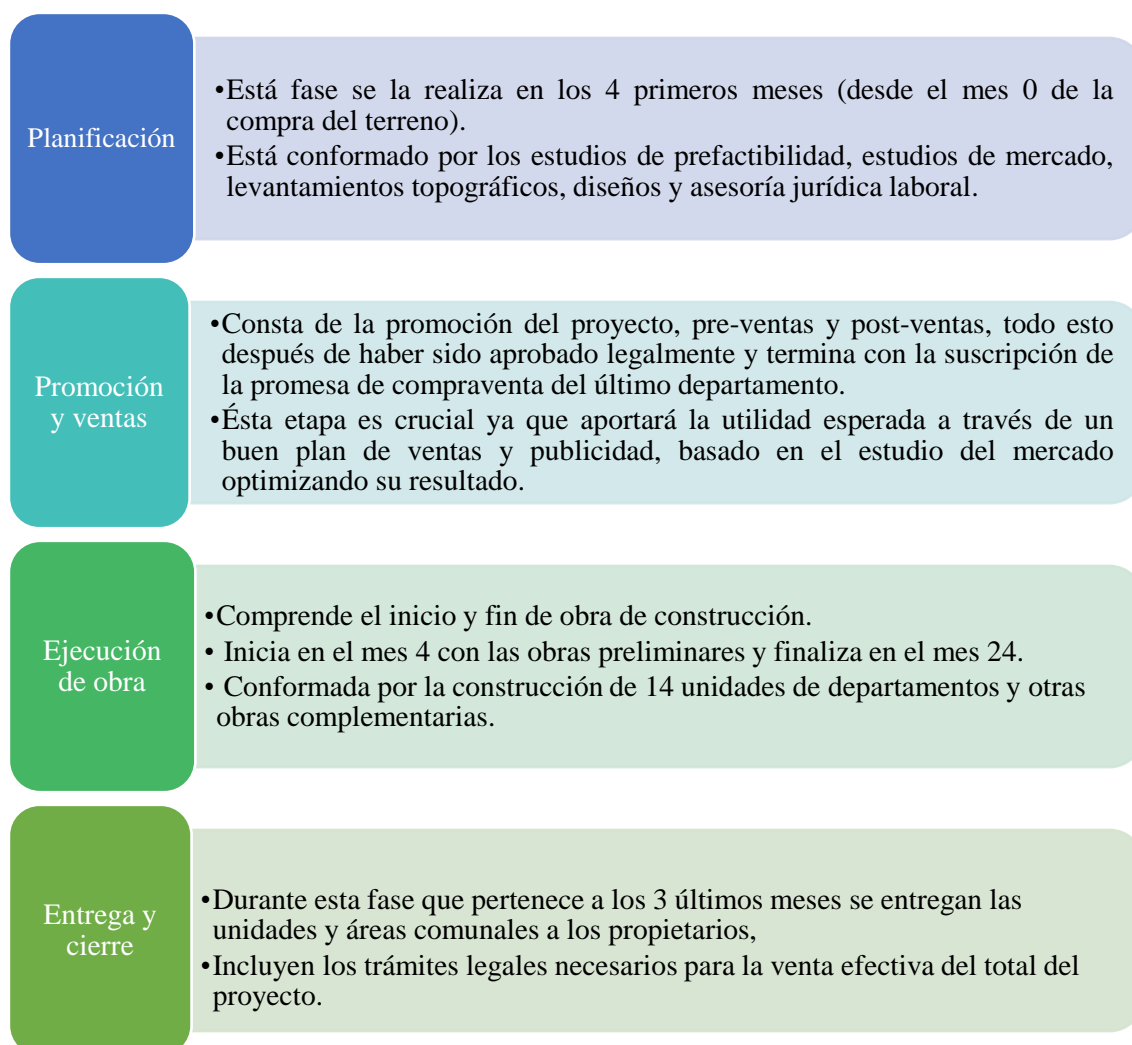 Planificación
•Está fase se la realiza en los 4 primeros meses (desde el mes 0 de la
compra del terreno).
•Está conformado por los estudios de prefactibilidad, estudios de mercado,
levantamientos topográficos, diseños y asesoría jurídica laboral.
Promoción
y ventas
•Consta de la promoción del proyecto, pre-ventas y post-ventas, todo esto
después de haber sido aprobado legalmente y termina con la suscripción de
la promesa de compraventa del último departamento.
•Ésta etapa es crucial ya que aportará la utilidad esperada a través de un
buen plan de ventas y publicidad, basado en el estudio del mercado
optimizando su resultado.
Ejecución
de obra
•Comprende el inicio y fin de obra de construcción.
• Inicia en el mes 4 con las obras preliminares y finaliza en el mes 24.
• Conformada por la construcción de 14 unidades de departamentos y otras
obras complementarias.
Entrega y
cierre
•Durante esta fase que pertenece a los 3 últimos meses se entregan las
unidades y áreas comunales a los propietarios,
•Incluyen los trámites legales necesarios para la venta efectiva del total del
proyecto.